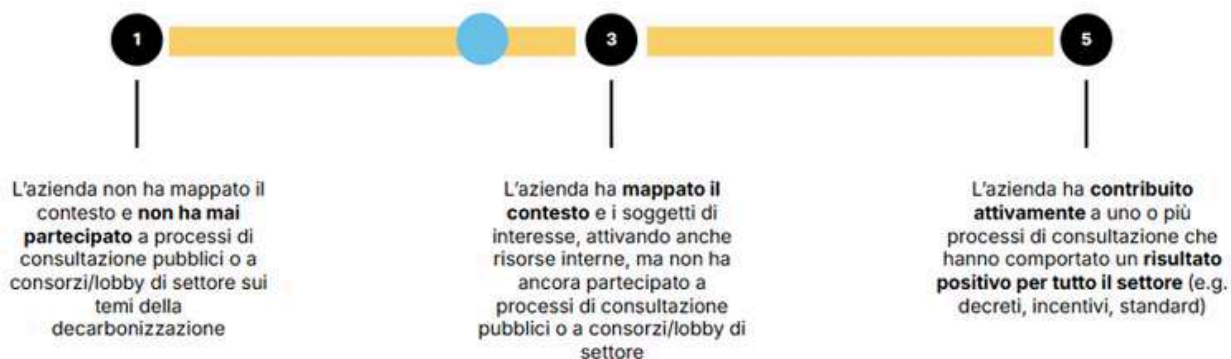 1
3
5
L'azienda non ha mappato il
contesto e non ha mai
partecipato a processi di
consultazione pubblici o a
consorzi/lobby di settore sui
temi della
decarbonizzazione
L'azienda ha mappato il
contesto e i soggetti di
interesse, attivando anche
risorse interne, ma non ha
ancora partecipato a
processi di consultazione
pubblici o a consorzi/lobby di
settore
L'azienda ha contribuito
attivamente a uno o più
processi di consultazione che
hanno comportato un risultato
positivo per tutto il settore (e.g.
decreti, incentivi, standard)